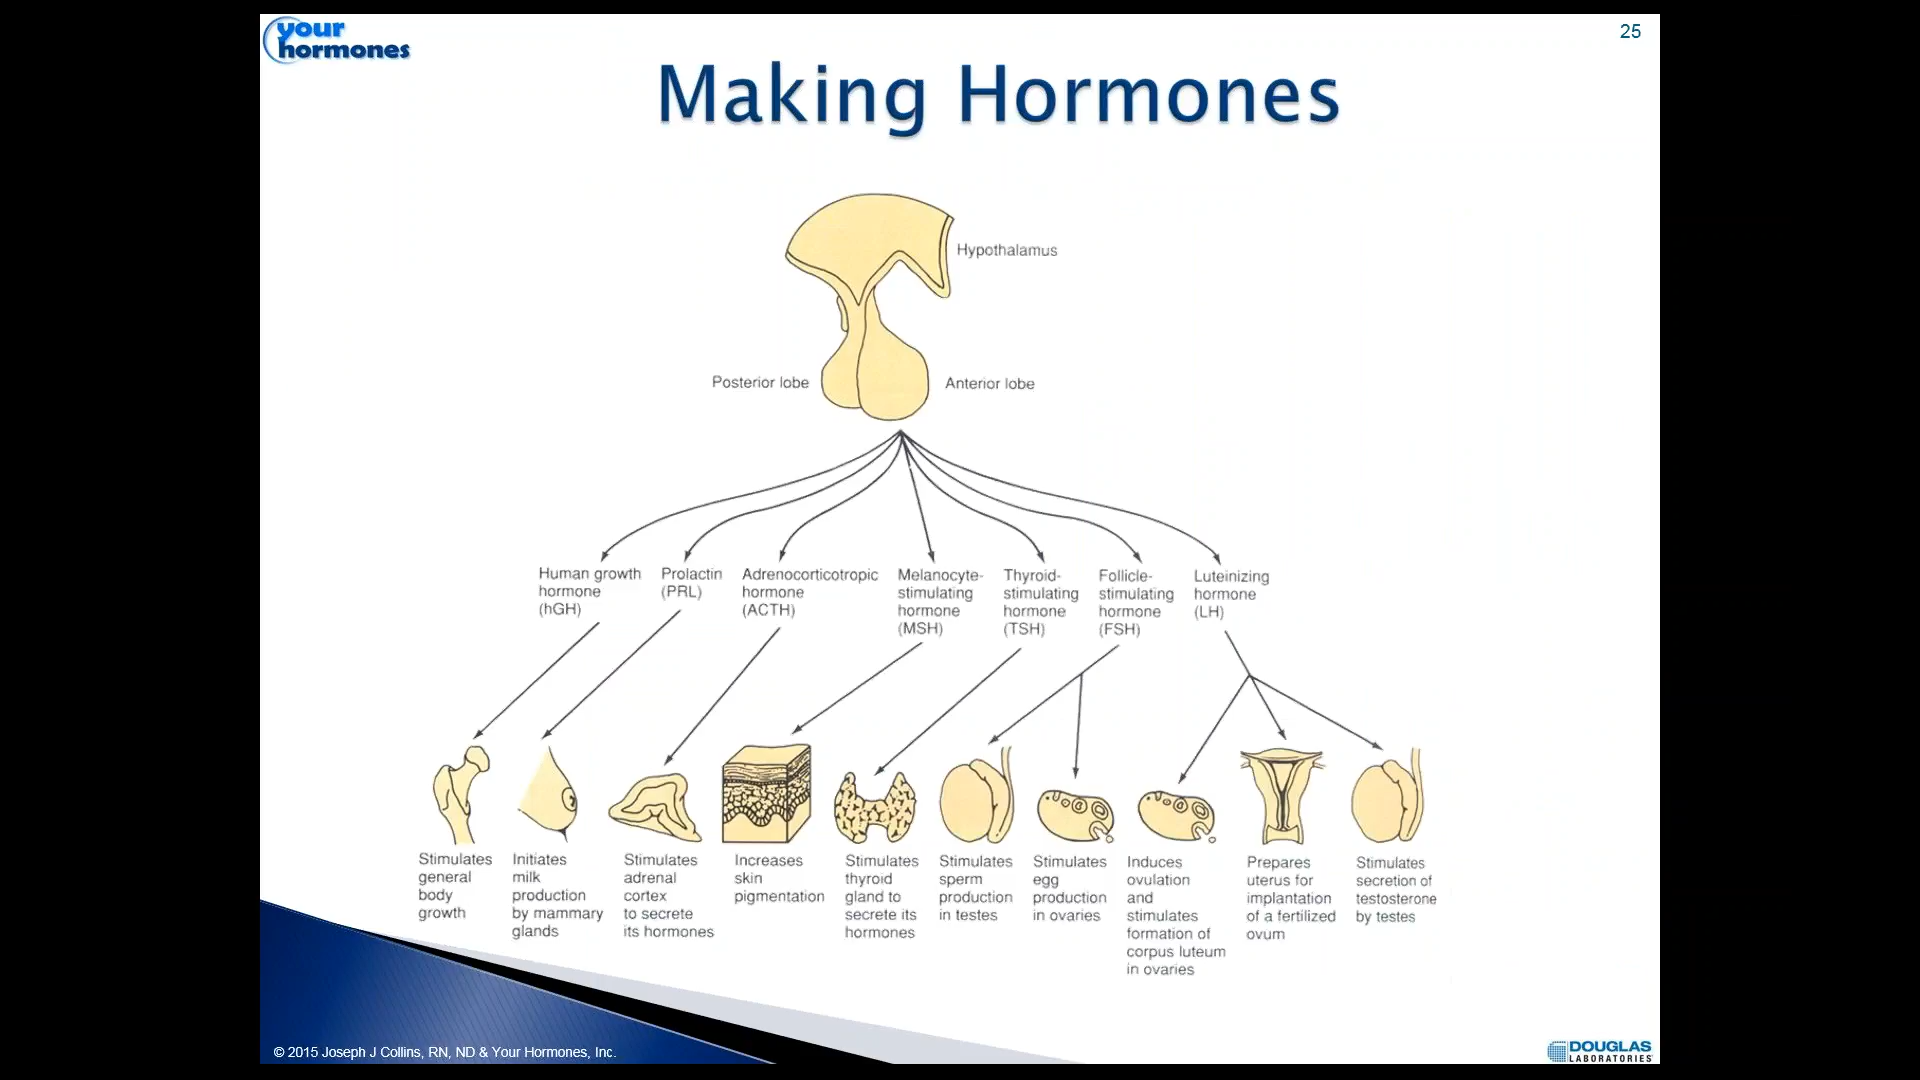 your
hormones
25
Making Hormones
Hypothalamus
Posterior lobe
Anterior lobe
Human growth
hormone
(hGH)
Prolactin
(PRL)
Adrenocorticotropic
hormone
(ACTH)
Melanocyte-
stimulating
hormone
(MSH)
Thyroid-
stimulating
hormone
(TSH)
Follicle-
stimulating
hormone
(FSH)
Luteinizing
hormone
(LH)
Stimulates
general
body
growth
Initiates
milk
production
by mammary
glands
Stimulates
adrenal
cortex
to secrete
its hormones
Increases
skin
pigmentation
Stimulates
thyroid
gland to
secrete its
hormones
Stimulates
sperm
production
in testes
Stimulates
egg
production
in ovaries
Induces
ovulation
and
stimulates
formation of
corpus luteum
in ovaries
Prepares
uterus for
implantation
of a fertilized
ovum
Stimulates
secretion of
testosterone
by testes
© 2015 Joseph J Collins, RN, ND & Your Hormones, Inc.
DOUGLAS
LABORATORIES